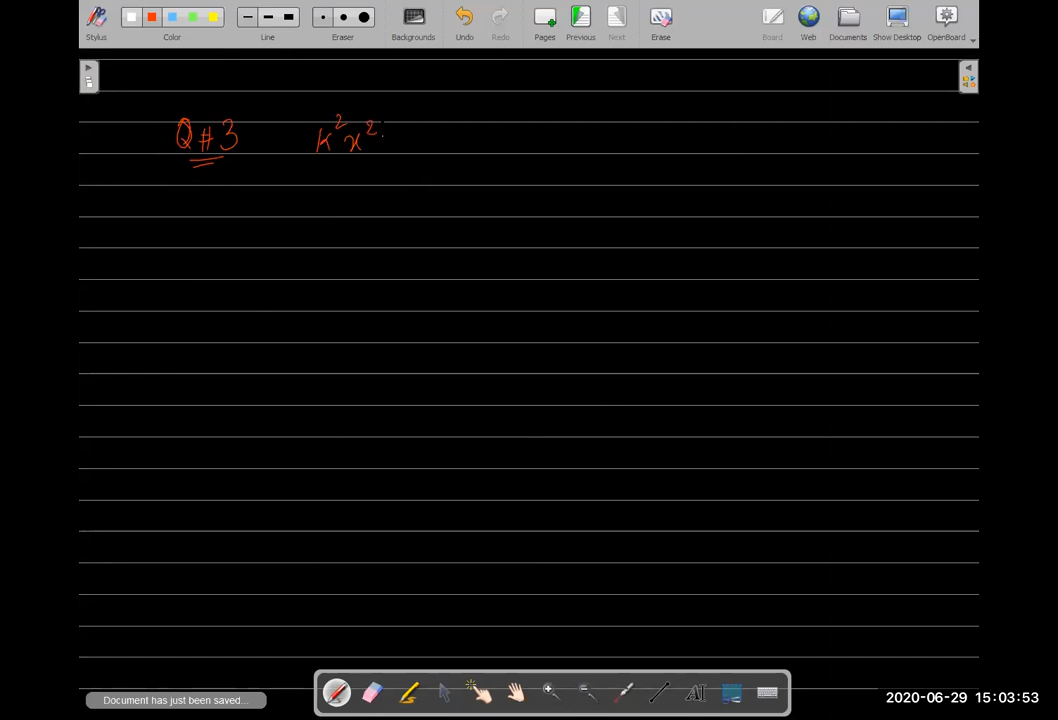 Stylus Color Line Eraser Backgrounds Undo Redo Pages Previous Next Erase Board Web Documents Show Desktop OpenBoard
Q # 3 k²x²
AI
Document has just been saved...
2020-06-29 15:03:53